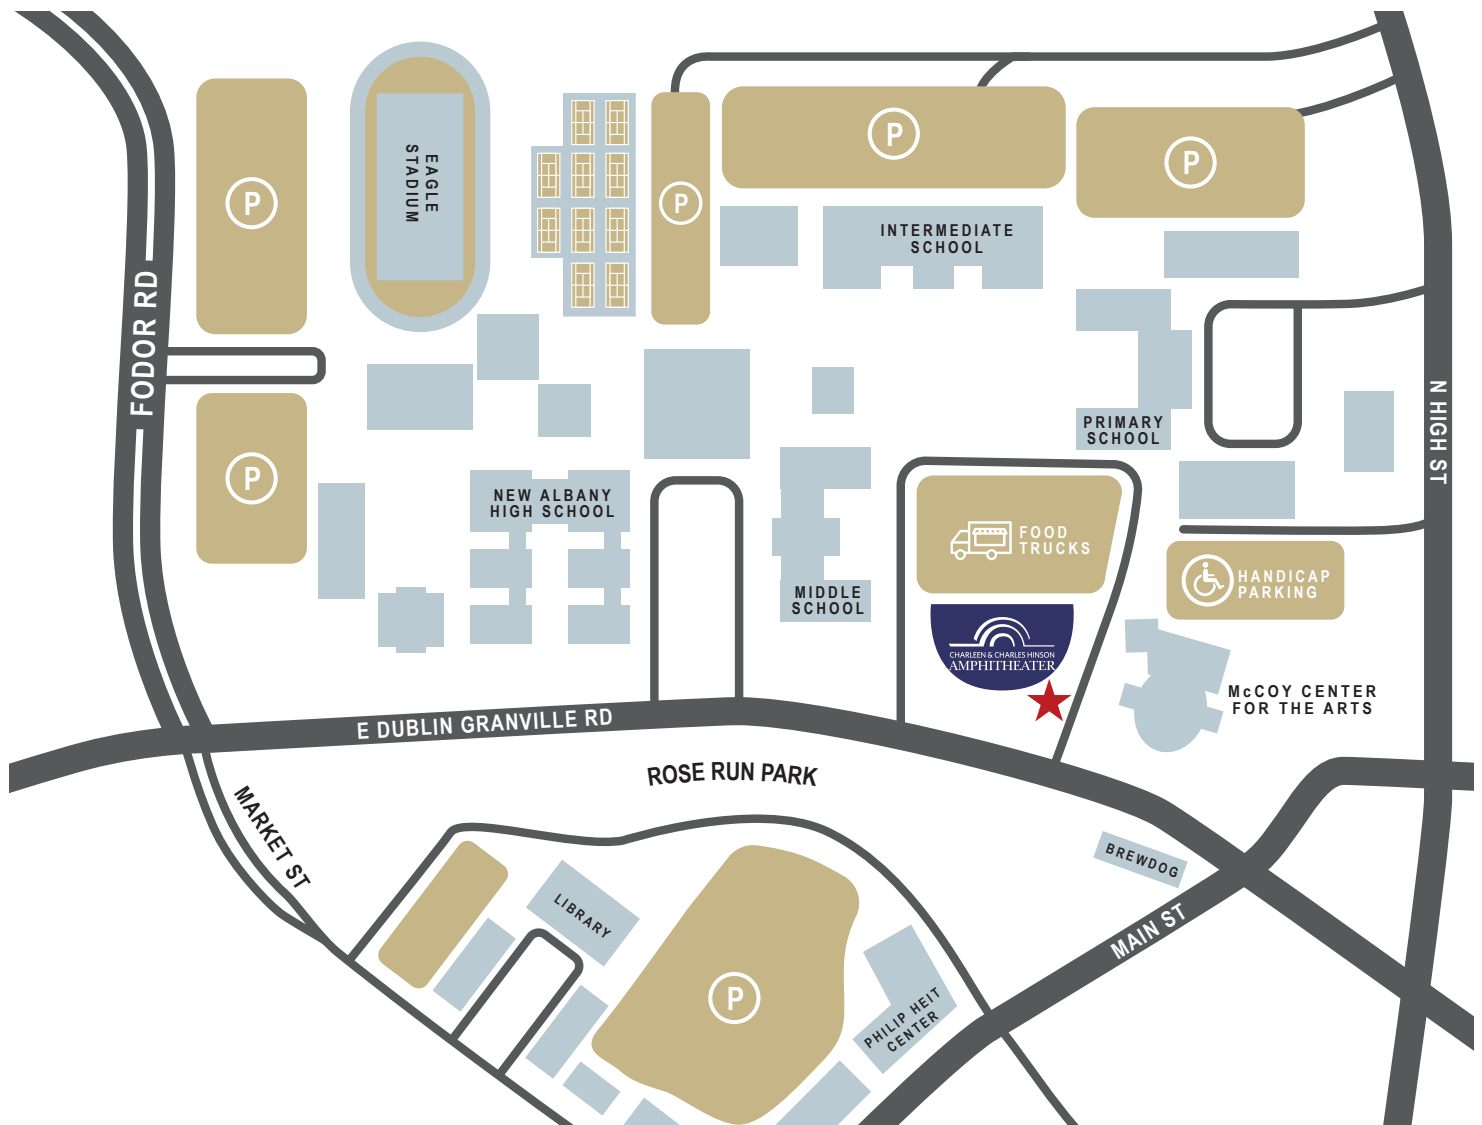 EAGLE
STADIUM
P
P
P
P
INTERMEDIATE
SCHOOL
FODOR RD
N HIGH ST
PRIMARY
SCHOOL
P
NEW ALBANY
HIGH SCHOOL
FOOD
TRUCKS
HANDICAP
PARKING
MIDDLE
SCHOOL
CHARLEEN & CHARLES HINSON
AMPHITHEATER
McCOY CENTER
FOR THE ARTS
E DUBLIN GRANVILLE RD
ROSE RUN PARK
MARKET ST
BREWDOG
LIBRARY
MAIN ST
P
PHILIP HEIT
CENTER